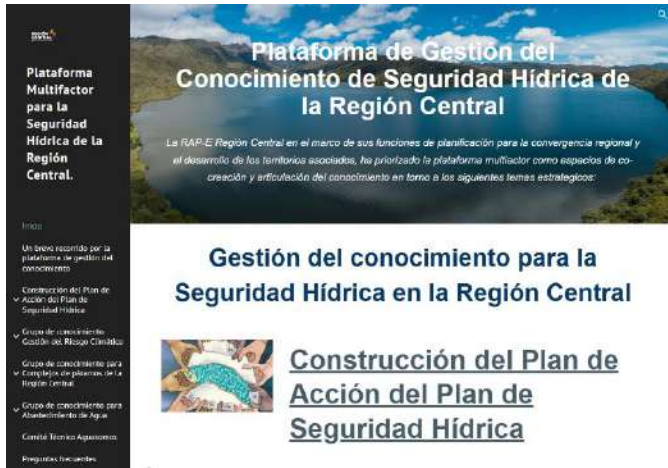 región
CENTRAL
Plataforma
Multifactor
para la
Seguridad
Hídrica de la
Región
Central.
Inicio
Un breve recorrido por la
plataforma de gestión del
conocimiento
Construcción del Plan de
Acción del Plan de
Seguridad Hídrica
Grupo de conocimiento
Gestión del Riesgo Climático
Grupo de conocimiento para
Complejos de páramos de la
Región Central
Grupo de conocimiento para
Abastecimiento de Agua
Comité Técnico Aguasomos
Preguntas frecuentes
Plataforma de Gestión del
Conocimiento de Seguridad Hídrica de
la Región Central
La RAP-E Región Central en el marco de sus funciones de planificación para la convergencia regional y
el desarrollo de los territorios asociados, ha priorizado la plataforma multiactor como espacios de co-
creación y articulación del conocimiento en torno a los siguientes temas estrategicos:
Gestión del conocimiento para la
Seguridad Hídrica en la Región Central
Construcción del Plan de
Acción del Plan de
Seguridad Hídrica